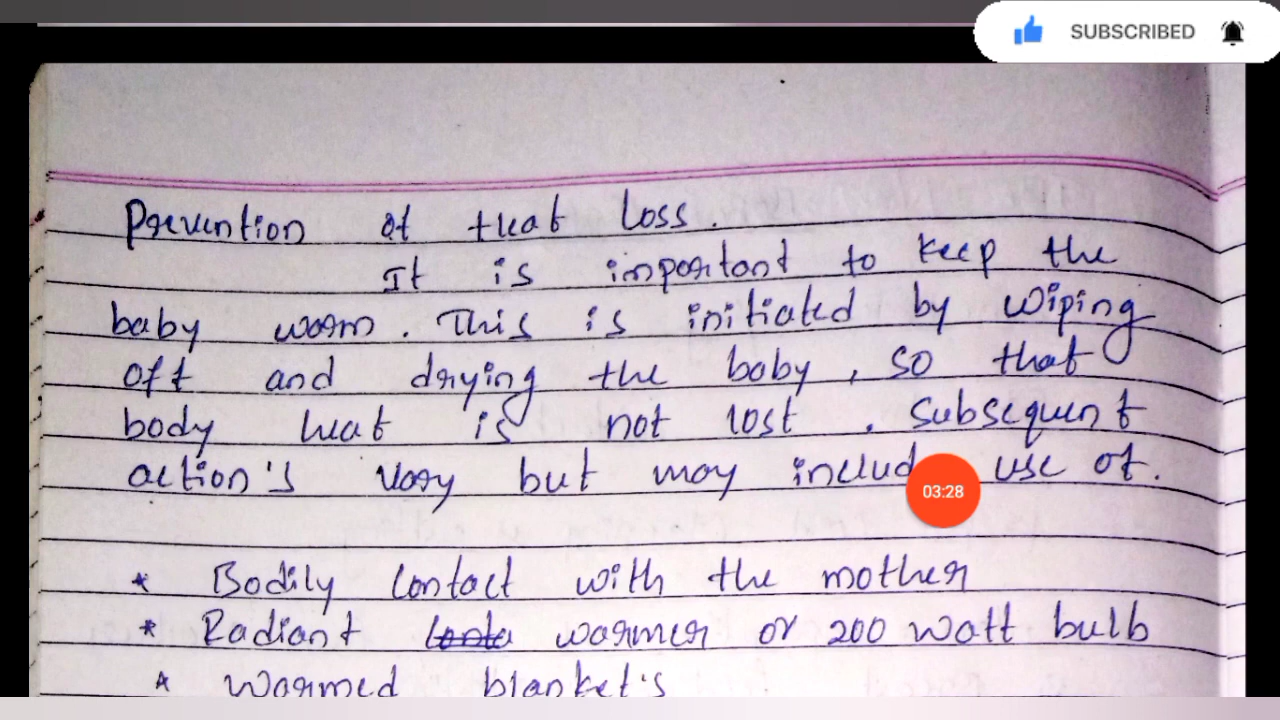 SUBSCRIBED
Prevention of Heat loss.
It is important to keep the
baby warm. This is initiated by wiping
off and drying the baby, so that
body heat is not lost. Subsequent
action's vary but may include use of.
03:28
* Bodily contact with the mother
* Radiant warmer or 200 watt bulb
* Warmed blanket's